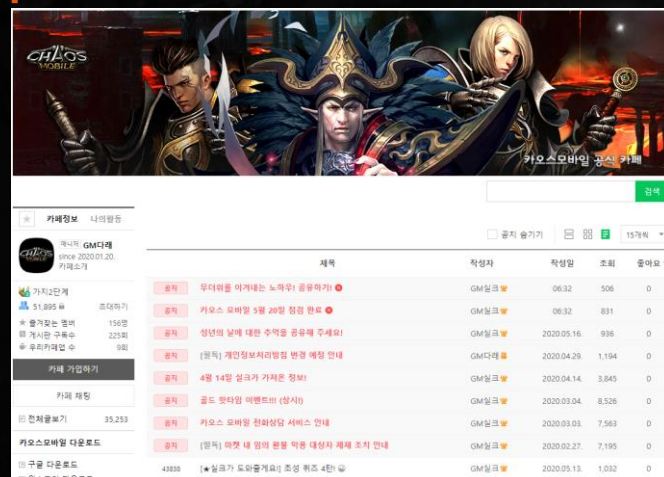 CHAOS
MOBILE
카오스모바일 공식 카페
검색
카페정보 나의활동
매니저 GM다래
since 2020.01.20.
카페소개
가지2단계
51,895 초대하기
즐겨찾는 멤버 156명
게시판 구독수 225회
우리카페앱 수 9회
카페 가입하기
카페 채팅
전체글보기 35,253
카오스모바일 다운로드
구글 다운로드
공지 숨기기 15개씩
제목 작성자 작성일 조회 좋아요
공지 무더위를 이겨내는 노하우! 공유하기! GM실크 06:32 506 0
공지 카오스 모바일 5월 20일 점검 완료 GM실크 06:32 831 0
공지 성년의 날에 대한 추억을 공유해 주세요! GM실크 2020.05.16. 936 0
공지 [필독] 개인정보처리방침 변경 예정 안내 GM다래 2020.04.29. 1,194 0
공지 4월 14일 실크가 가져온 정보! GM실크 2020.04.14. 3,845 0
공지 골드 핫타임 이벤트!!! (상시) GM실크 2020.03.04. 8,526 0
공지 카오스 모바일 전화상담 서비스 안내 GM실크 2020.03.03. 7,563 0
공지 [필독] 마켓 내 임의 환불 악용 대상자 제재 조치 안내 GM실크 2020.02.27. 7,195 0
43838 [★실크가 도와줄게요!] 초성 퀴즈 4탄! GM실크 2020.05.13. 1,032 0